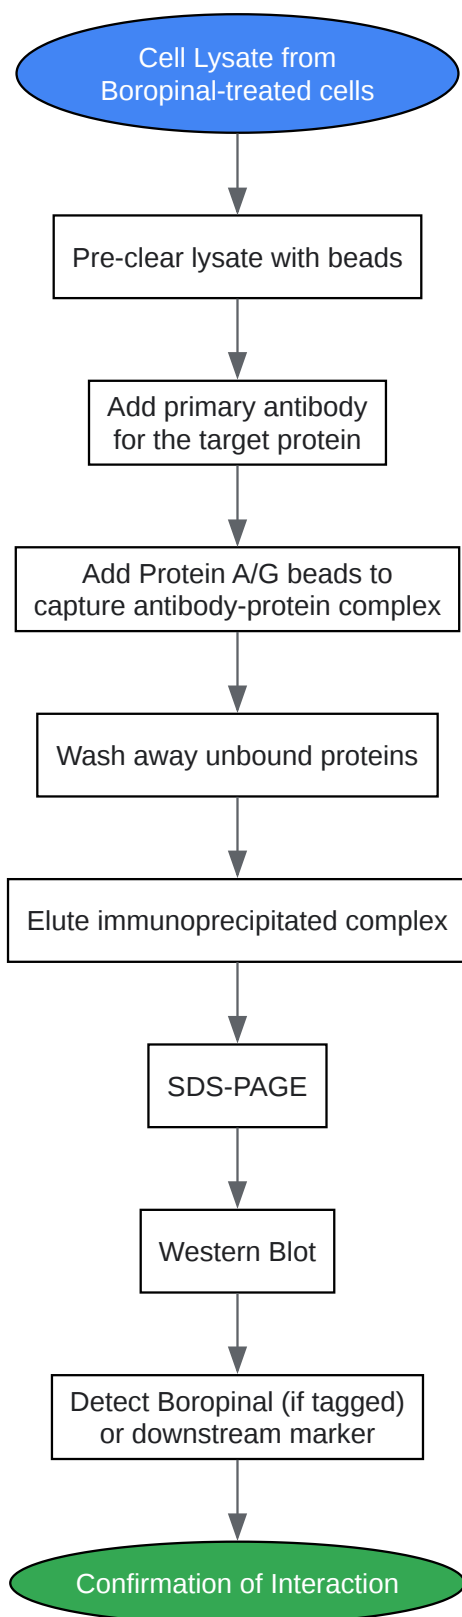 Cell Lysate from
Boropinal-treated cells
Pre-clear lysate with beads
Add primary antibody
for the target protein
Add Protein A/G beads to
capture antibody-protein complex
Wash away unbound proteins
Elute immunoprecipitated complex
SDS-PAGE
Western Blot
Detect Boropinal (if tagged)
or downstream marker
Confirmation of Interaction